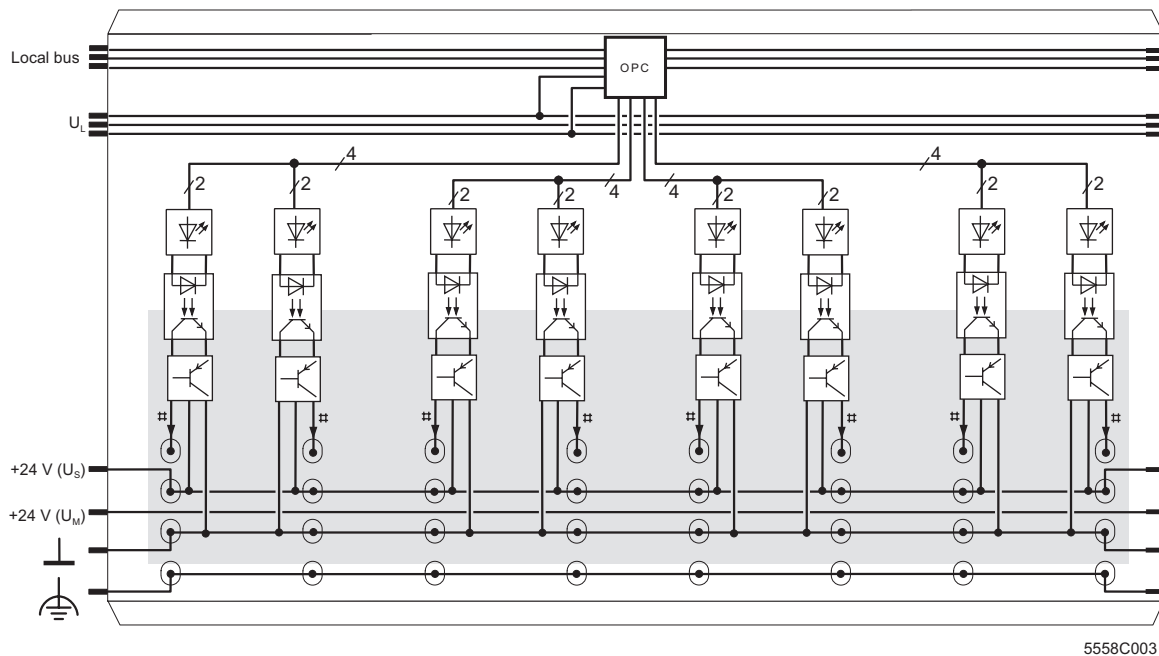 Local bus
OPC
U_L
4 4
2 2 4 4 2 2
2 2 2 2
# # # # # # # #
+24 V (U_S)
+24 V (U_M)
5558C003